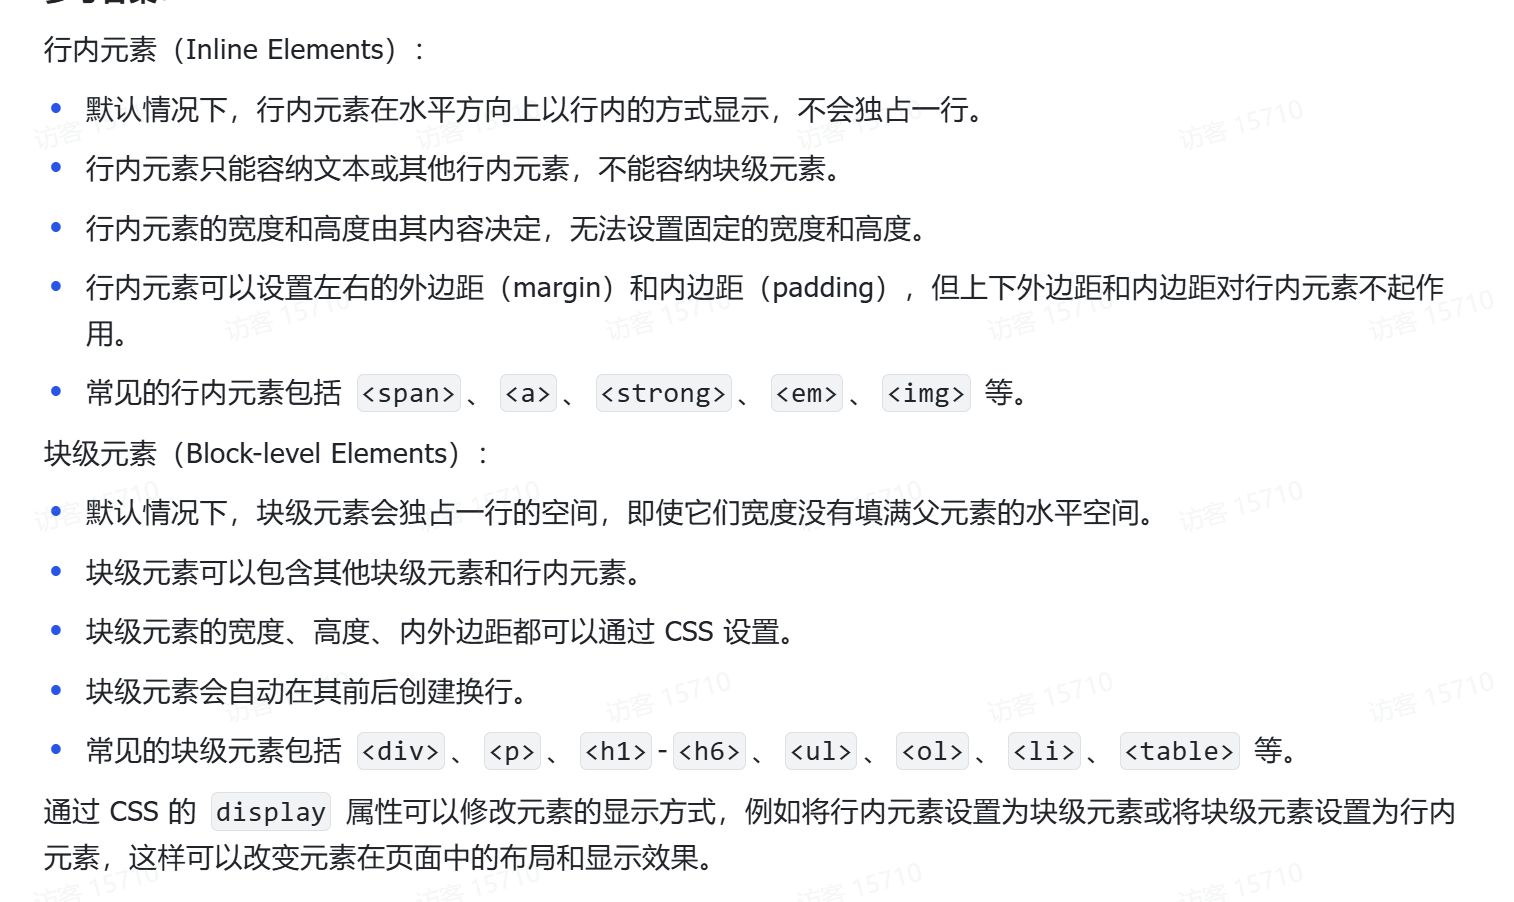 行内元素（Inline Elements）：
• 默认情况下，行内元素在水平方向上以行内的方式显示，不会独占一行。
• 行内元素只能容纳文本或其他行内元素，不能容纳块级元素。
• 行内元素的宽度和高度由其内容决定，无法设置固定的宽度和高度。
• 行内元素可以设置左右的外边距（margin）和内边距（padding），但上下外边距和内边距对行内元素不起作
用。
• 常见的行内元素包括 <span>、<a>、<strong>、<em>、<img> 等。
块级元素（Block-level Elements）：
• 默认情况下，块级元素会独占一行的空间，即使它们宽度没有填满父元素的水平空间。
• 块级元素可以包含其他块级元素和行内元素。
• 块级元素的宽度、高度、内外边距都可以通过 CSS 设置。
• 块级元素会自动在其前后创建换行。
• 常见的块级元素包括 <div>、<p>、<h1>-<h6>、<ul>、<ol>、<li>、<table> 等。
通过 CSS 的 display 属性可以修改元素的显示方式，例如将行内元素设置为块级元素或将块级元素设置为行内
元素，这样可以改变元素在页面中的布局和显示效果。
访客 15710